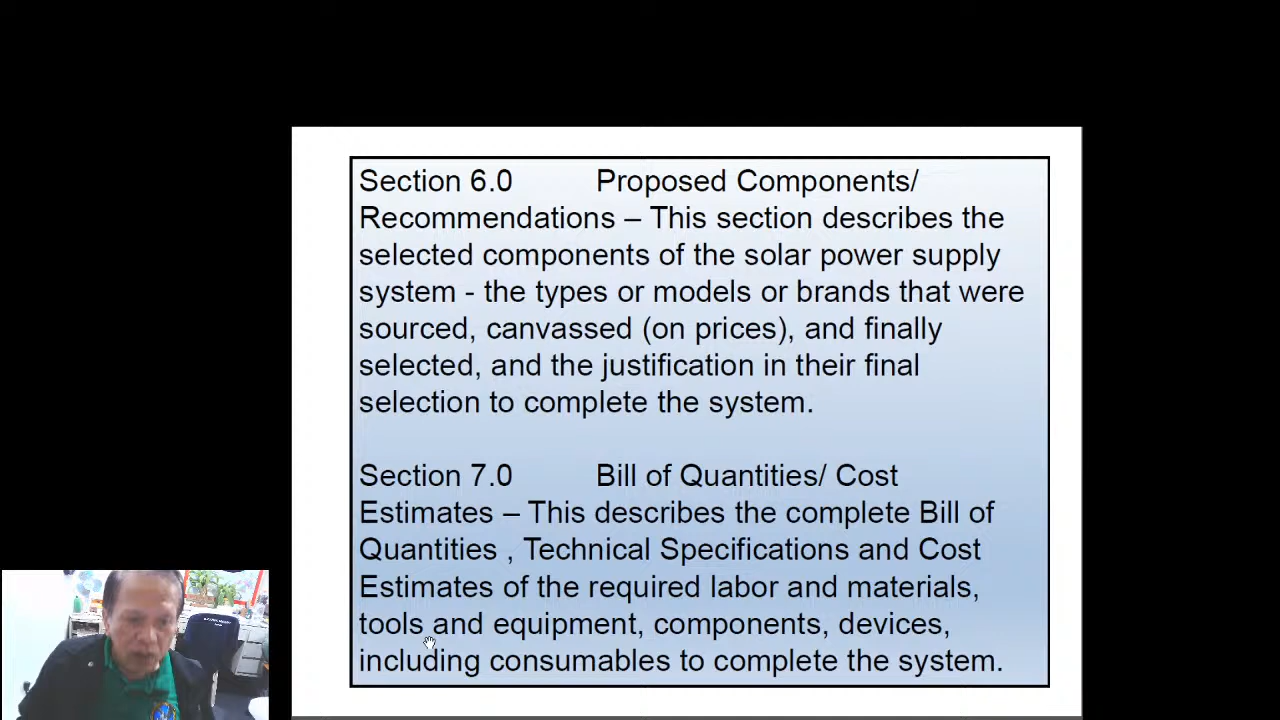 Section 6.0 Proposed Components/
Recommendations – This section describes the
selected components of the solar power supply
system - the types or models or brands that were
sourced, canvassed (on prices), and finally
selected, and the justification in their final
selection to complete the system.
Section 7.0 Bill of Quantities/ Cost
Estimates – This describes the complete Bill of
Quantities , Technical Specifications and Cost
Estimates of the required labor and materials,
tools and equipment, components, devices,
including consumables to complete the system.